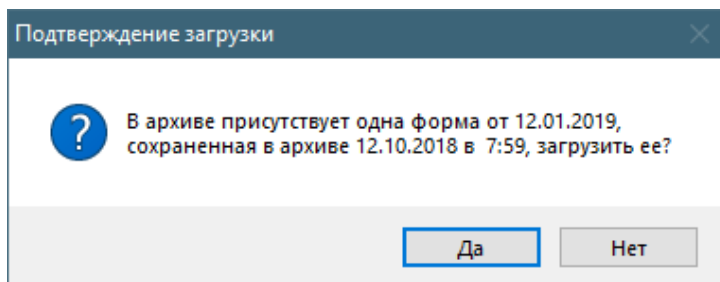 Подтверждение загрузки
В архиве присутствует одна форма от 12.01.2019,
сохраненная в архиве 12.10.2018 в  7:59, загрузить ее?
Да
Нет